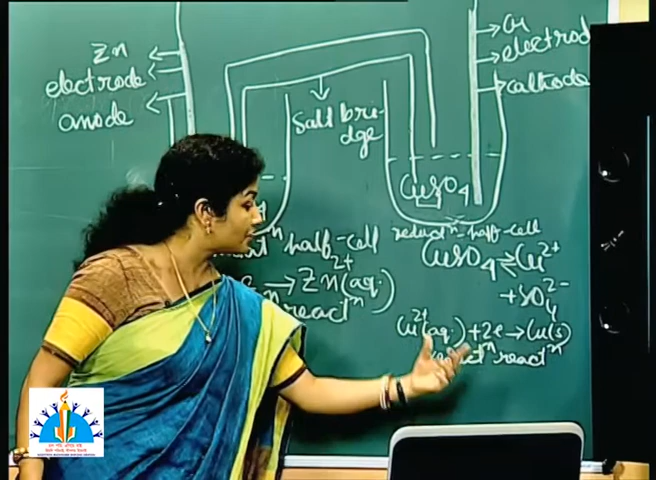 Zn
electrode
Anode
Cu
electrode
cathode
Salt bri-
dge
CuSO4
half-cell
reductⁿ-half-cell
CuSO4 ⇌ Cu²⁺
+ SO4²⁻
→ Zn²⁺(aq.)
n reactⁿ
Cu²⁺(aq.) + 2e → Cu(s)
reactⁿ